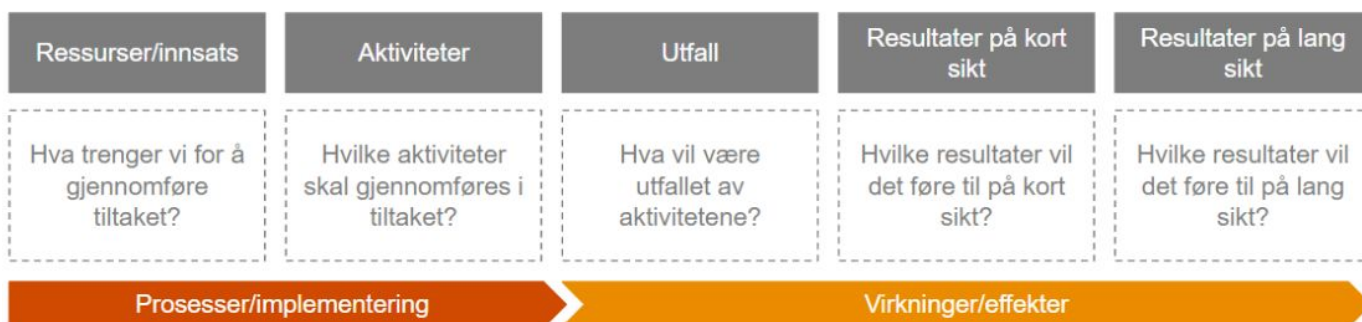 Ressurser/innsats
Aktiviteter
Utfall
Resultater på kort
sikt
Resultater på lang
sikt
Hva trenger vi for å
gjennomføre
tiltaket?
Hvilke aktiviteter
skal gjennomføres i
tiltaket?
Hva vil være
utfallet av
aktivitetene?
Hvilke resultater vil
det føre til på kort
sikt?
Hvilke resultater vil
det føre til på lang
sikt?
Prosesser/implementering
Virkninger/effekter